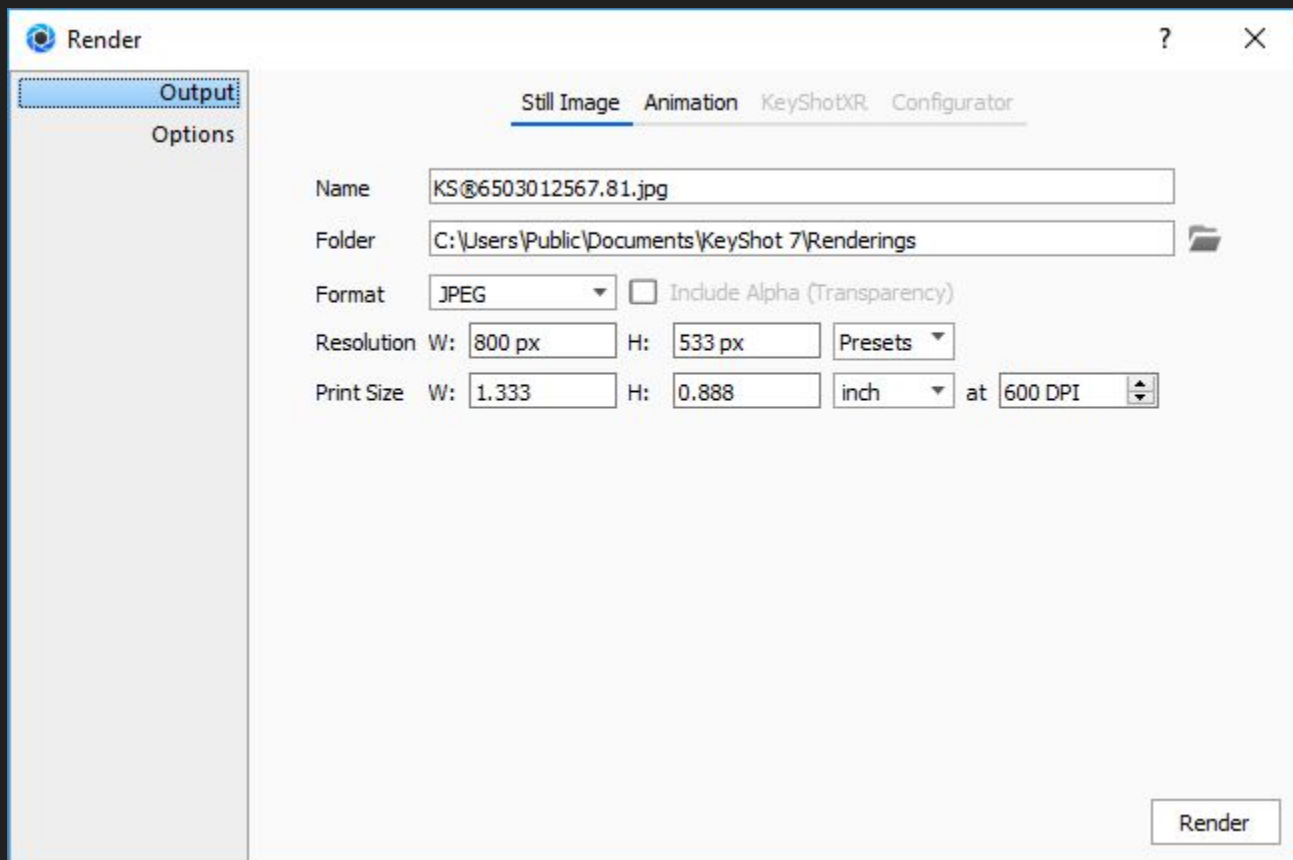 Render ?
Output
Options
Still Image Animation KeyShotXR Configurator
Name KS®6503012567.81.jpg
Folder C:\Users\Public\Documents\KeyShot 7\Renderings
Format JPEG Include Alpha (Transparency)
Resolution W: 800 px H: 533 px Presets
Print Size W: 1.333 H: 0.888 inch at 600 DPI
Render